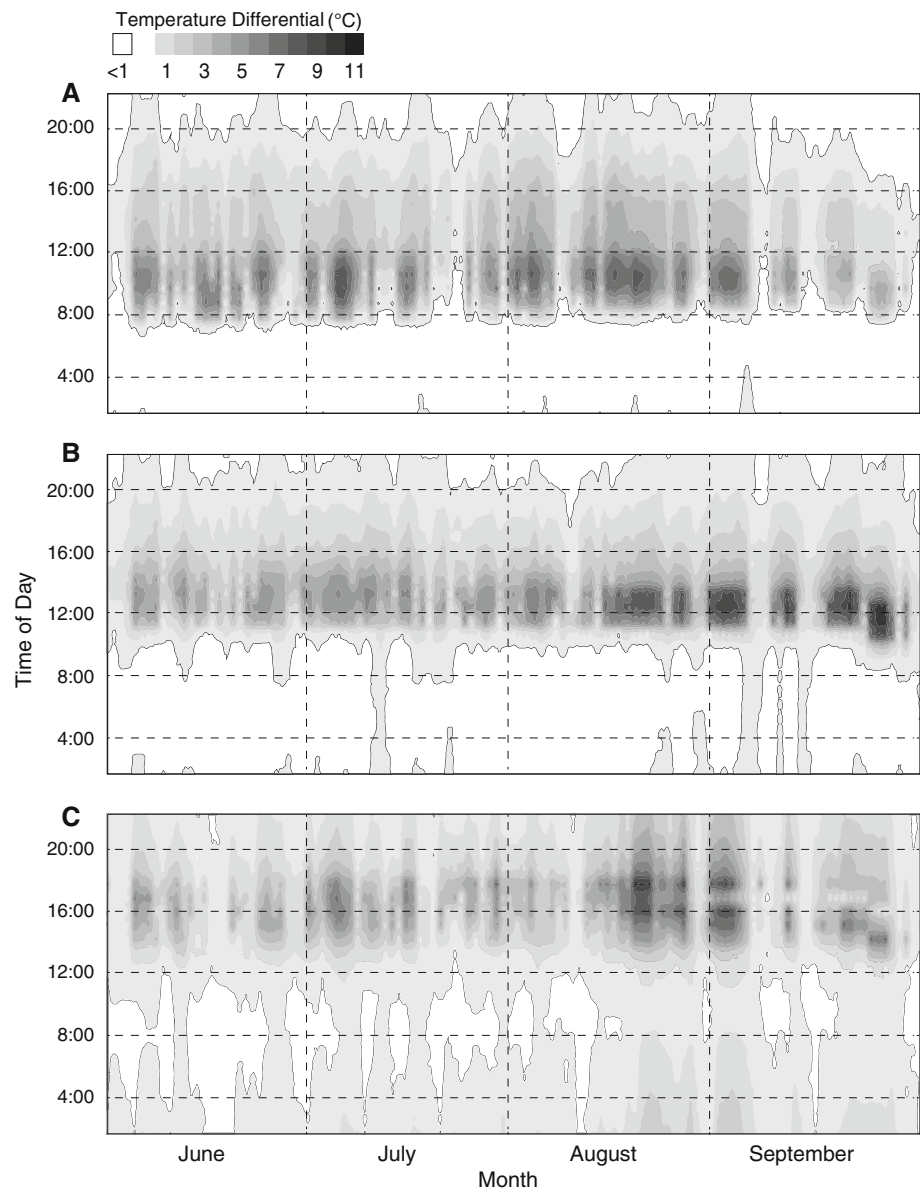 Temperature Differential (°C)
<1 1 3 5 7 9 11
A
20:00
16:00
12:00
8:00
4:00
B
20:00
16:00
12:00
8:00
4:00
Time of Day
C
20:00
16:00
12:00
8:00
4:00
June July August September
Month